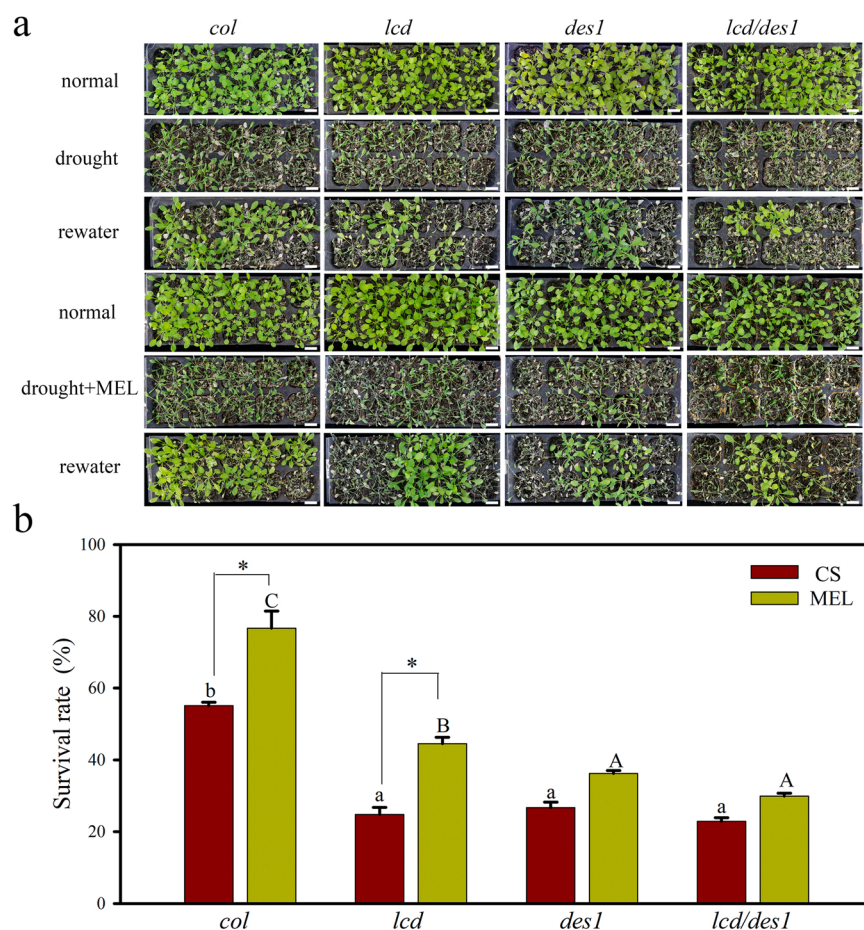 a
col lcd des1 lcd/des1
normal
drought
rewater
normal
drought+MEL
rewater
b
100
80
60
40
20
0
Survival rate (%)
CS
MEL
*
C
b
*
B
a
a
A
a
A
col lcd des1 lcd/des1